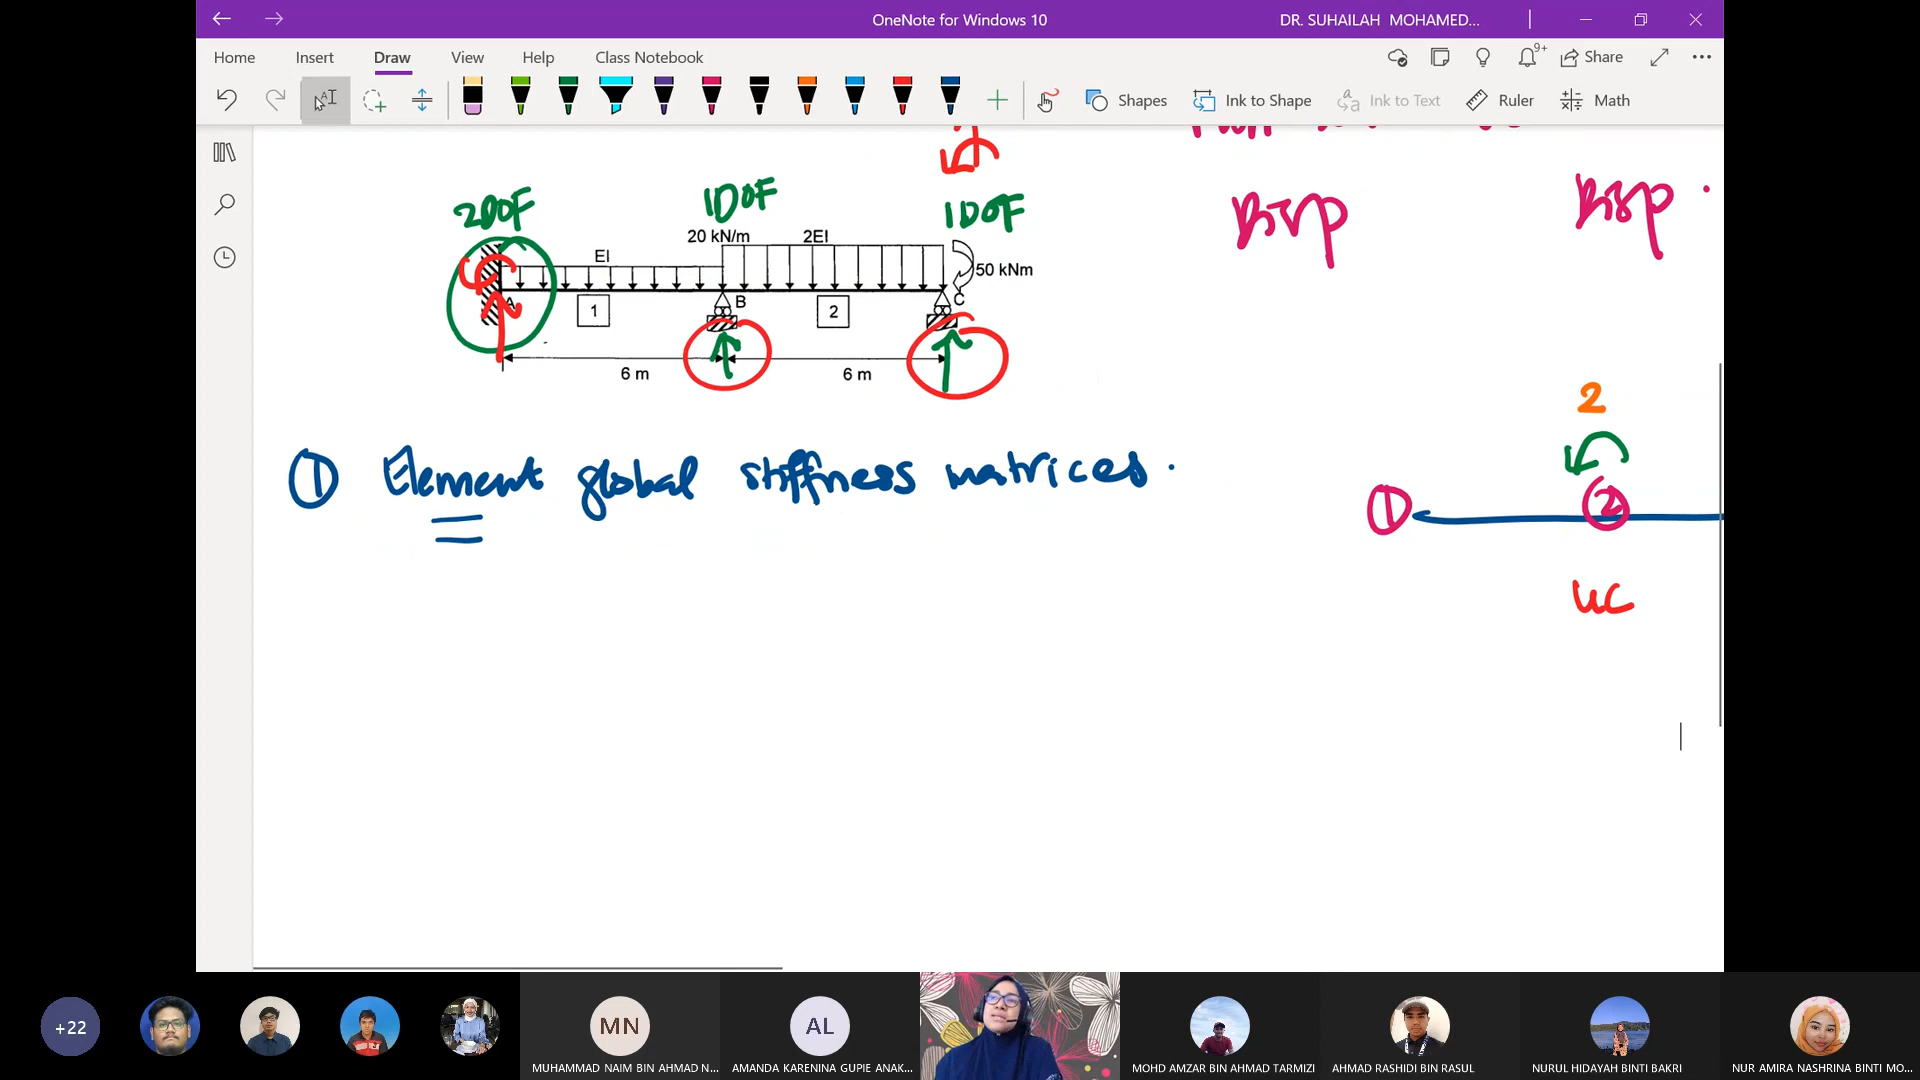 OneNote for Windows 10
DR. SUHAILAH MOHAMED...
Home Insert Draw View Help Class Notebook
9+ Share
Shapes Ink to Shape Ink to Text Ruler Math
2DOF 1DOF 1DOF
20 kN/m 2EI
EI
50 kNm
A B C
1 2
6 m 6 m
2
① Element global stiffness matrices.
① ②
UC
+22
MN AL
MUHAMMAD NAIM BIN AHMAD N...
AMANDA KARENINA GUPIE ANAK...
MOHD AMZAR BIN AHMAD TARMIZI
AHMAD RASHIDI BIN RASUL
NURUL HIDAYAH BINTI BAKRI
NUR AMIRA NASHRINA BINTI MO...